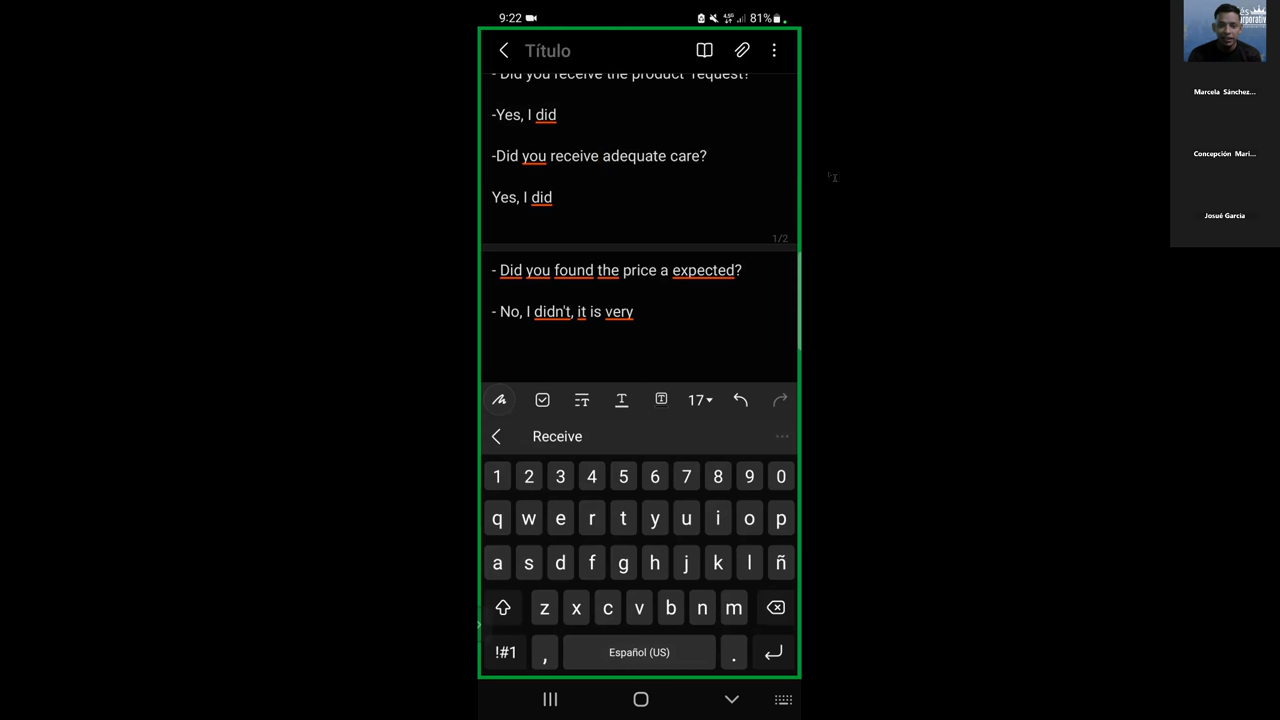 9:22 81%
Título
- Did you receive the product request?
-Yes, I did
-Did you receive adequate care?
Yes, I did
1/2
- Did you found the price a expected?
- No, I didn't, it is very
17
Receive
1 2 3 4 5 6 7 8 9 0
q w e r t y u i o p
a s d f g h j k l ñ
z x c v b n m
!#1 , Español (US) .
Marcela Sánchez...
Concepción Mari...
Josué Garcia